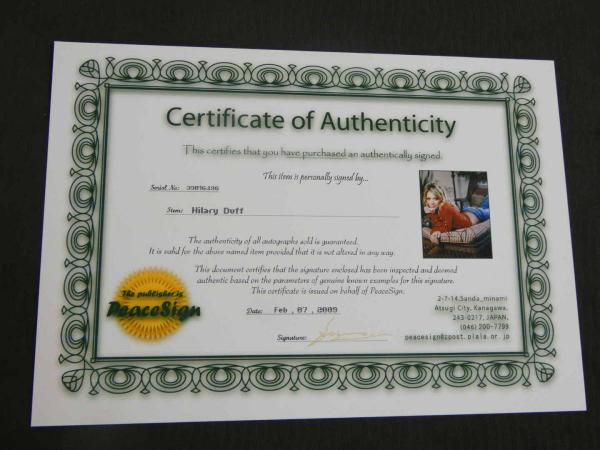 Certificate of Authenticity
This certifies that you have purchased an authentically signed.
This item is personally signed by...
Serial No: 39816496
Item: Hilary Duff
The authenticity of all autographs sold is guaranteed.
It is valid for the above named item provided that it is not altered in any way.
This document certifies that the signature enclosed has been inspected and deemed
authentic based on the parameters of genuine known examples for this signature.
This certificate is issued on behalf of PeaceSign.
The publisher is
PeaceSign
Date: Feb , 07 , 2009
Signature:
2-7-14,Sanda_minami
Atsugi City, Kanagawa,
243-0217, JAPAN,
(046) 200-7799
peacesign@zpost.plala.or.jp